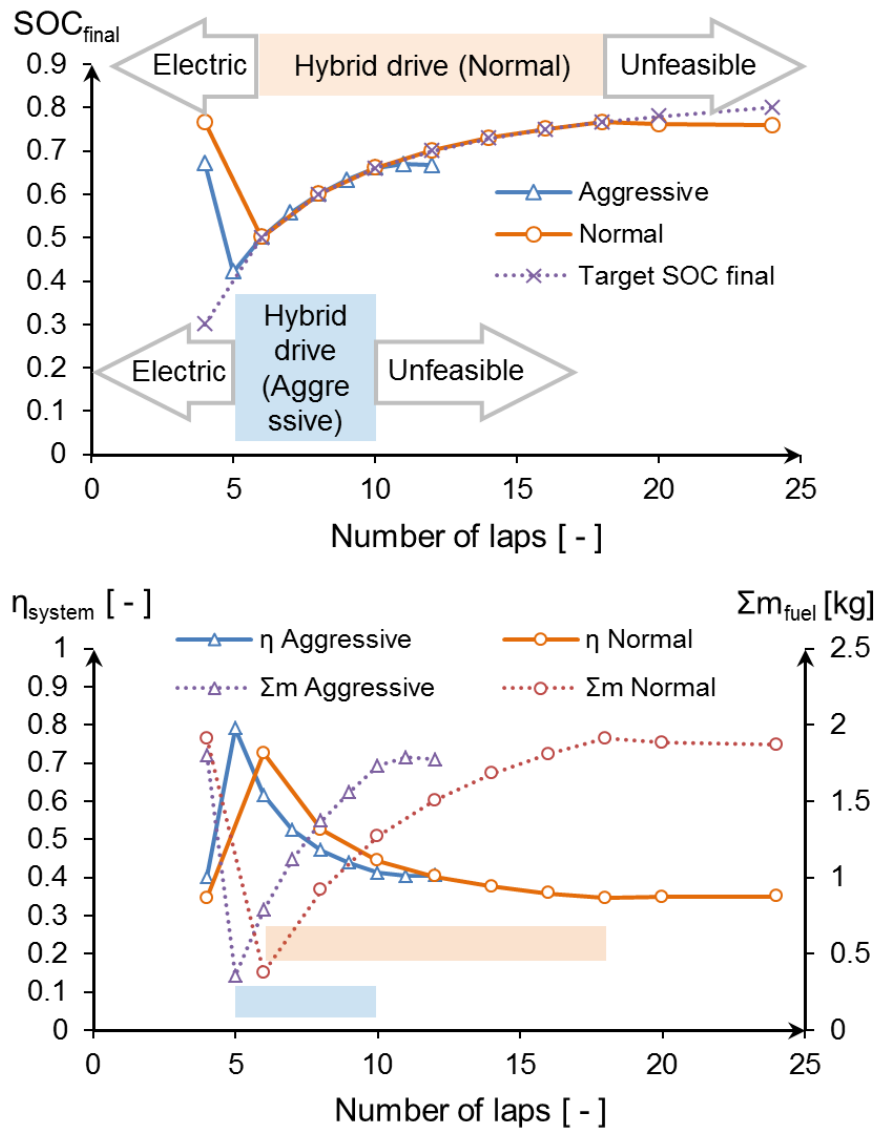 SOCfinal
0.9
0.8
0.7
0.6
0.5
0.4
0.3
0.2
0.1
0
Electric
Hybrid drive (Normal)
Unfeasible
Aggressive
Normal
Target SOC final
Electric
Hybrid
drive
(Aggre
ssive)
Unfeasible
0 5 10 15 20 25
Number of laps [ - ]
ηsystem [ - ]
Σmfuel [kg]
η Aggressive
η Normal
Σm Aggressive
Σm Normal
1
0.9
0.8
0.7
0.6
0.5
0.4
0.3
0.2
0.1
0
2.5
2
1.5
1
0.5
0
0 5 10 15 20 25
Number of laps [ - ]